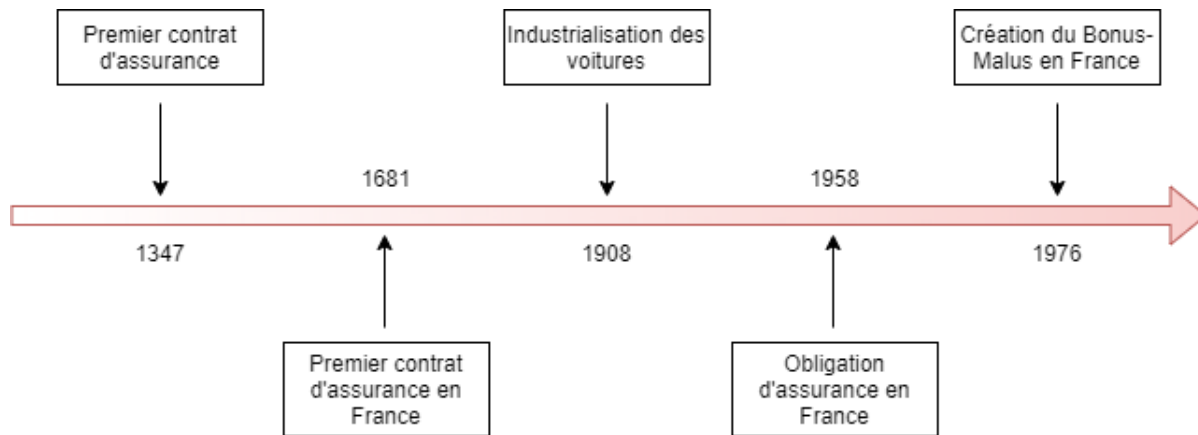 Premier contrat
d'assurance
Industrialisation des
voitures
Création du Bonus-
Malus en France
1681
1958
1347
1908
1976
Premier contrat
d'assurance en
France
Obligation
d'assurance en
France